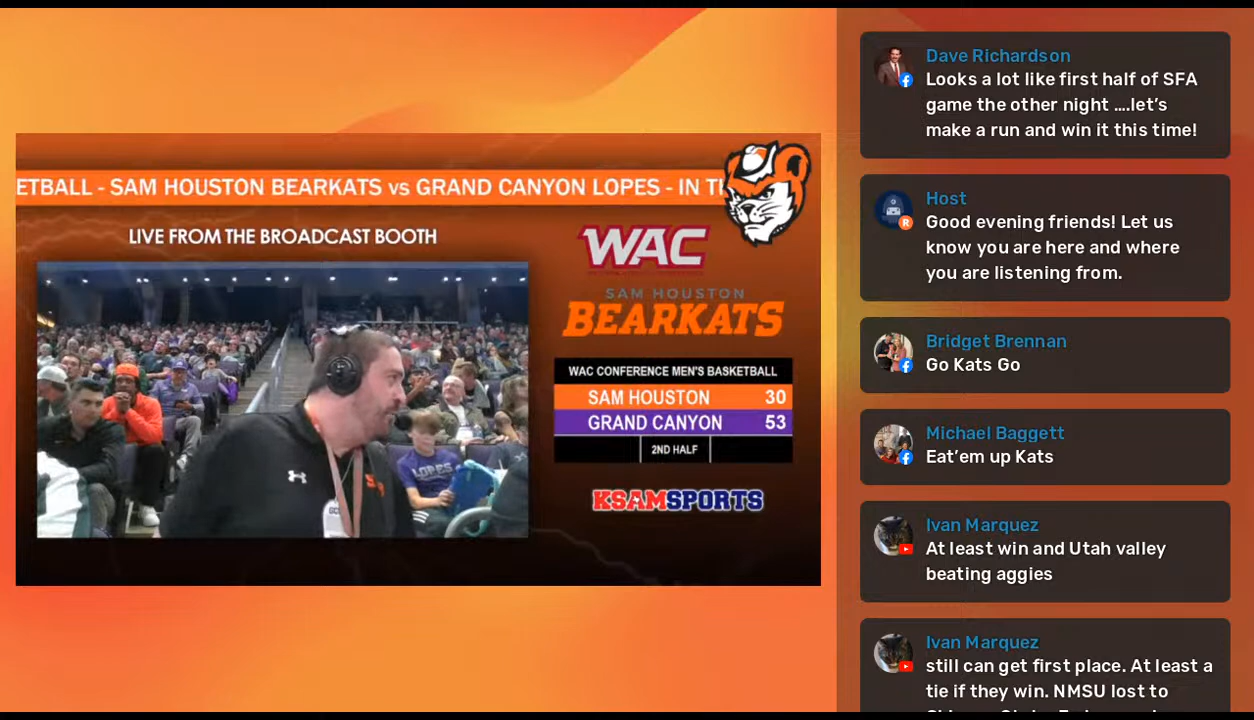 ETBALL - SAM HOUSTON BEARKATS vs GRAND CANYON LOPES - IN
LIVE FROM THE BROADCAST BOOTH
WAC
SAM HOUSTON
BEARKATS
WAC CONFERENCE MEN'S BASKETBALL
SAM HOUSTON 30
GRAND CANYON 53
2ND HALF
KSAMSPORTS
LOPES
Dave Richardson
Looks a lot like first half of SFA
game the other night ....let's
make a run and win it this time!
Host
Good evening friends! Let us
know you are here and where
you are listening from.
Bridget Brennan
Go Kats Go
Michael Baggett
Eat'em up Kats
Ivan Marquez
At least win and Utah valley
beating aggies
Ivan Marquez
still can get first place. At least a
tie if they win. NMSU lost to